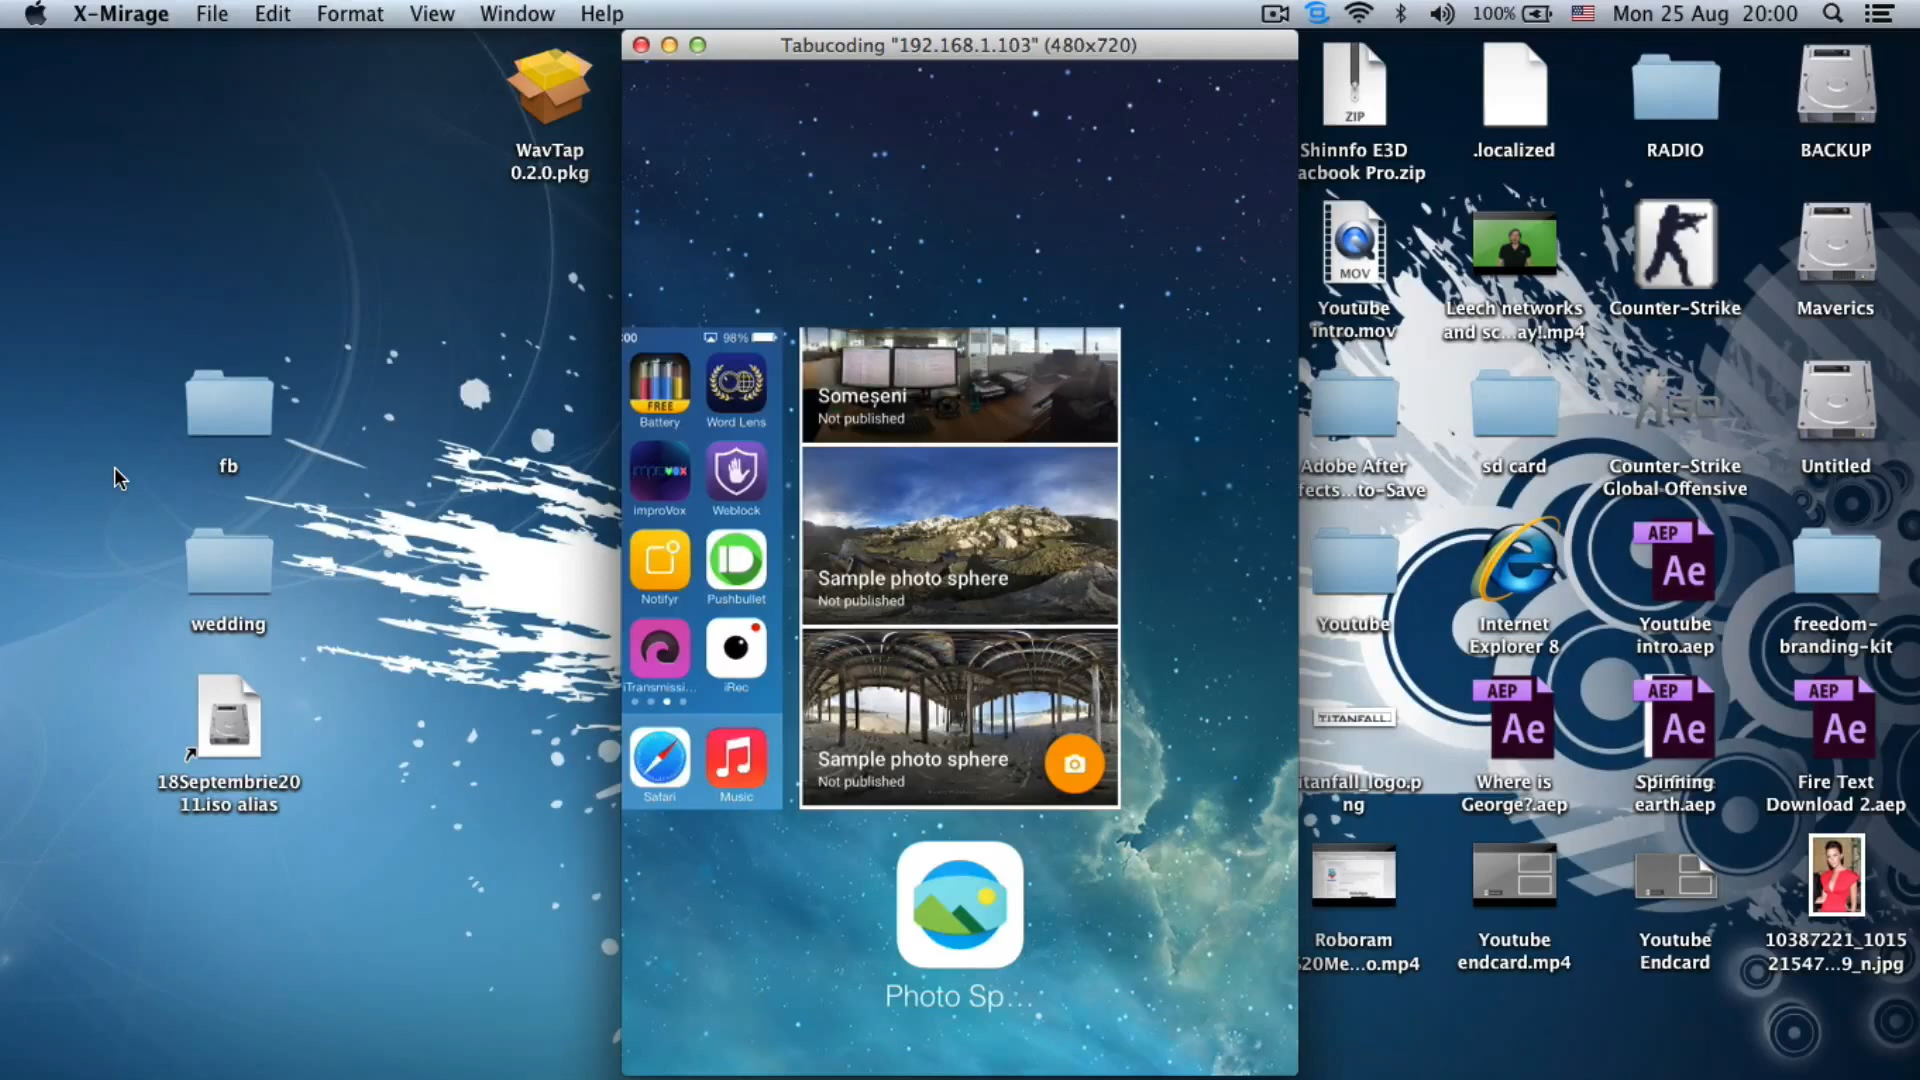 X-Mirage File Edit Format View Window Help
100% Mon 25 Aug 20:00
Tabucoding "192.168.1.103" (480x720)
WavTap
0.2.0.pkg
fb
wedding
18Septembrie20
11.iso alias
:00 98%
FREE
Battery Word Lens
improvox
improVox Weblock
Notifyr Pushbullet
iTransmissi... iRec
Safari Music
Someșeni
Not published
Sample photo sphere
Not published
Sample photo sphere
Not published
Photo Sp...
ZIP
Shinnfo E3D
acbook Pro.zip
.localized
RADIO
BACKUP
MOV
Youtube
intro.mov
Leech networks
and sc...ay!.mp4
Counter-Strike
Maverics
Adobe After
fects...to-Save
sd card
GO
Counter-Strike
Global Offensive
Untitled
Youtube
Internet
Explorer 8
AEP
Ae
Youtube
intro.aep
freedom-
branding-kit
TITANFALL
itanfall_logo.p
ng
AEP
Ae
Where is
George?.aep
AEP
Ae
Spinning
earth.aep
AEP
Ae
Fire Text
Download 2.aep
Roboram
%20Me...o.mp4
Youtube
endcard.mp4
Youtube
Endcard
10387221_1015
21547...9_n.jpg